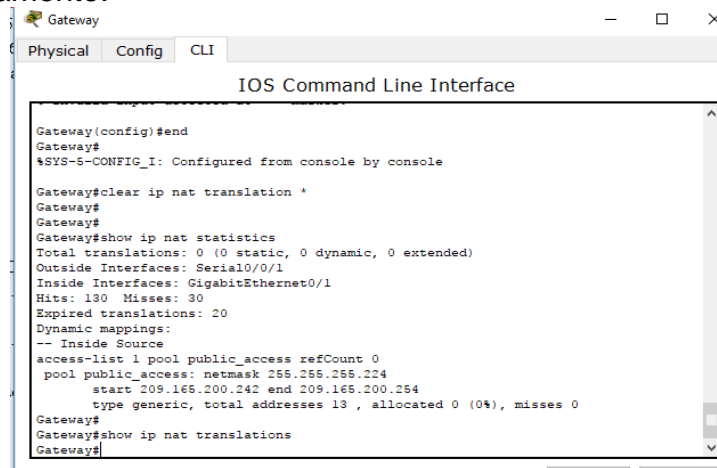 Gateway
Physical Config CLI
IOS Command Line Interface
Gateway(config)#end
Gateway#
%SYS-5-CONFIG_I: Configured from console by console
Gateway#clear ip nat translation *
Gateway#
Gateway#
Gateway#show ip nat statistics
Total translations: 0 (0 static, 0 dynamic, 0 extended)
Outside Interfaces: Serial0/0/1
Inside Interfaces: GigabitEthernet0/1
Hits: 130 Misses: 30
Expired translations: 20
Dynamic mappings:
-- Inside Source
access-list 1 pool public_access refCount 0
pool public_access: netmask 255.255.255.224
start 209.165.200.242 end 209.165.200.254
type generic, total addresses 13 , allocated 0 (0%), misses 0
Gateway#
Gateway#show ip nat translations
Gateway#